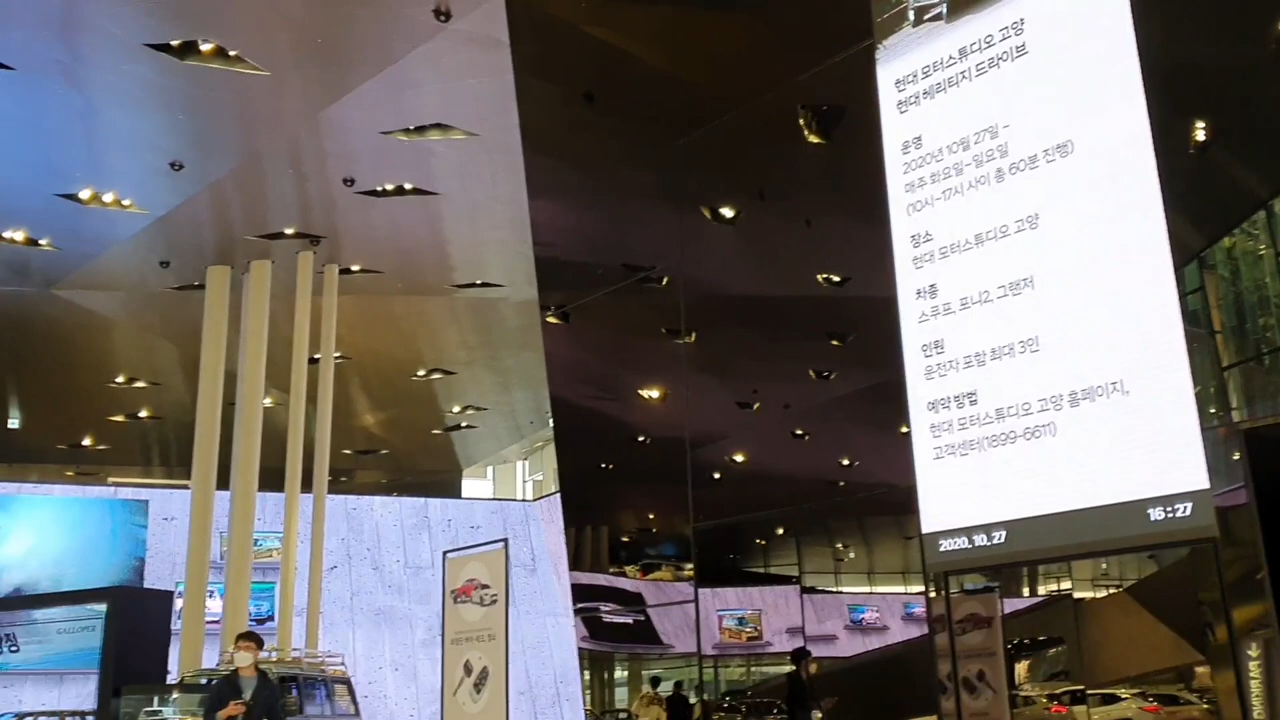 현대 모터스튜디오 고양
현대 헤리티지 드라이브
운영
2020년 10월 27일 ~
매주 화요일~일요일
(10시~17시 사이 총 60분 진행)
장소
현대 모터스튜디오 고양
차종
스쿠프, 포니2, 그랜저
인원
운전자 포함 최대 3인
예약 방법
현대 모터스튜디오 고양 홈페이지,
고객센터(1899-6611)
2020. 10. 27
16:27
GALLOPER
PARKING